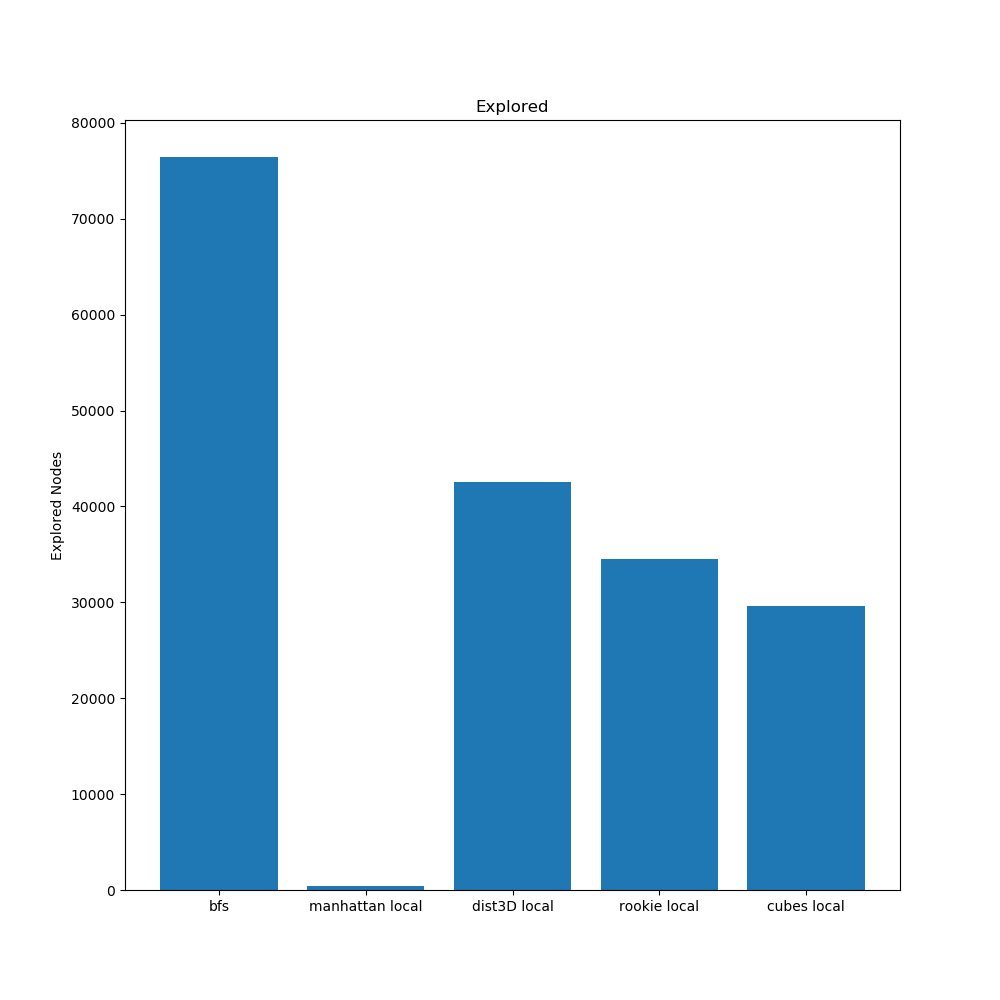 Explored
80000
70000
60000
50000
40000
30000
20000
10000
0
Explored Nodes
bfs
manhattan local
dist3D local
rookie local
cubes local